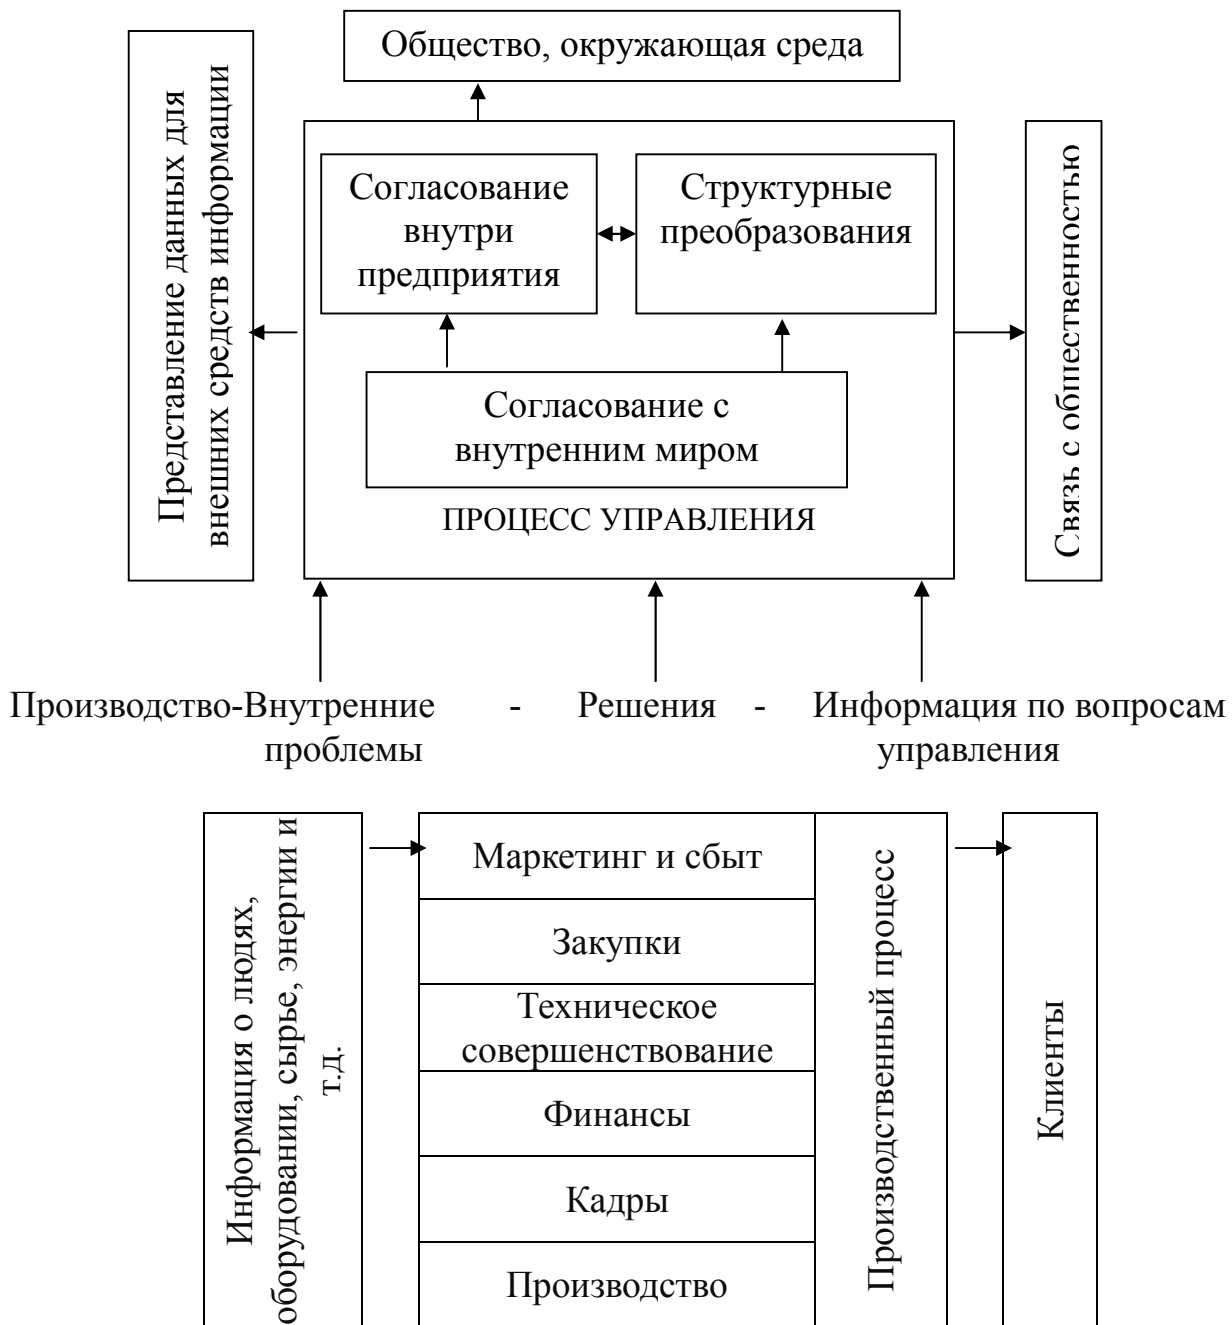 Общество, окружающая среда
Представление данных для
внешних средств информации
Согласование
внутри
предприятия
Структурные
преобразования
Согласование с
внутренним миром
ПРОЦЕСС УПРАВЛЕНИЯ
Связь с общественностью
Производство-Внутренние - Решения - Информация по вопросам
проблемы управления
Информация о людях,
оборудовании, сырье, энергии и
т.д.
Маркетинг и сбыт
Закупки
Техническое
совершенствование
Финансы
Кадры
Производство
Производственный процесс
Клиенты